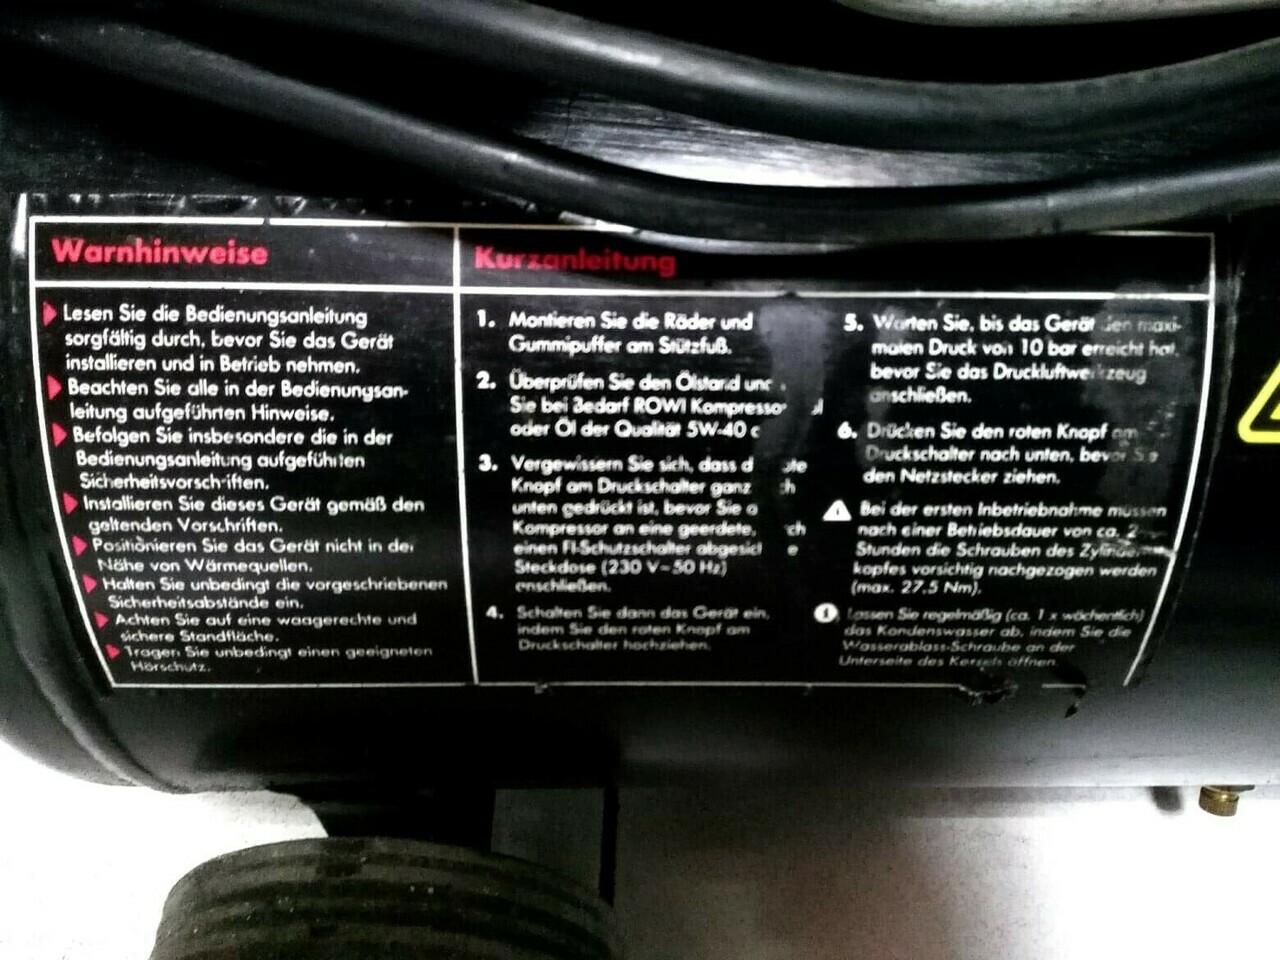 Warnhinweise
Lesen Sie die Bedienungsanleitung
sorgfältig durch, bevor Sie das Gerät
installieren und in Betrieb nehmen.
Beachten Sie alle in der Bedienungsan-
leitung aufgeführten Hinweise.
Befolgen Sie insbesondere die in der
Bedienungsanleitung aufgeführten
Sicherheitsvorschriften.
Installieren Sie dieses Gerät gemäß den
geltenden Vorschriften.
Positionieren Sie das Gerät nicht in der
Nähe von Wärmequellen.
Halten Sie unbedingt die vorgeschriebenen
Sicherheitsabstände ein.
Achten Sie auf eine waagerechte und
sichere Standfläche.
Tragen Sie unbedingt einen geeigneten
Hörschutz.
Kurzanleitung
1. Montieren Sie die Räder und
Gummipuffer am Stützfuß.
2. Überprüfen Sie den Ölstand und
Sie bei Bedarf ROWI
oder Öl der Qualität 5W-40
3. Vergewissern Sie sich, dass
Knopf am Druckschalter ganz
unten gedrückt ist, bevor Sie
Kompressor an eine geerdete,
einen FI-Schutzschalter
Steckdose (230 V~50 Hz)
anschließen.
4. Schalten Sie dann das Gerät ein,
indem Sie den roten Knopf am
Druckschalter hochziehen.
5. Warten Sie, bis das Gerät den maxi-
malen Druck von 10 bar erreicht hat,
bevor Sie das Druckluftwerkzeug
anschließen.
6. Drücken Sie den roten Knopf am
Druckschalter nach unten, bevor Sie
den Netzstecker ziehen.
Bei der ersten Inbetriebnahme müssen
nach einer Betriebsdauer von ca. 2
Stunden die Schrauben des Zylinder-
kopfes vorsichtig nachgezogen werden
(max. 27,5 Nm).
Lassen Sie regelmäßig (ca. 1 x wöchentlich)
das Kondenswasser ab, indem Sie die
Wasserablass-Schraube an der
Unterseite des Kessels öffnen.